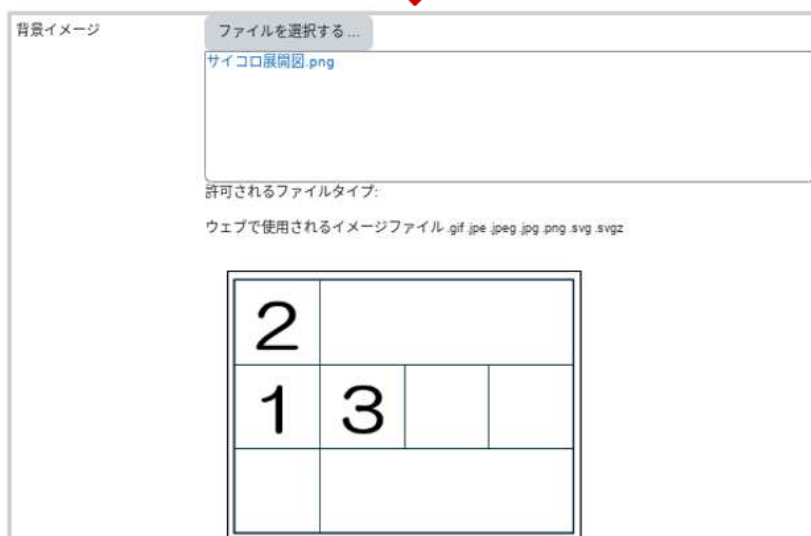 背景イメージ
ファイルを選択する ...
サイコロ展開図.png
許可されるファイルタイプ:
ウェブで使用されるイメージファイル .gif .jpe .jpeg .jpg .png .svg .svgz
2
1 3